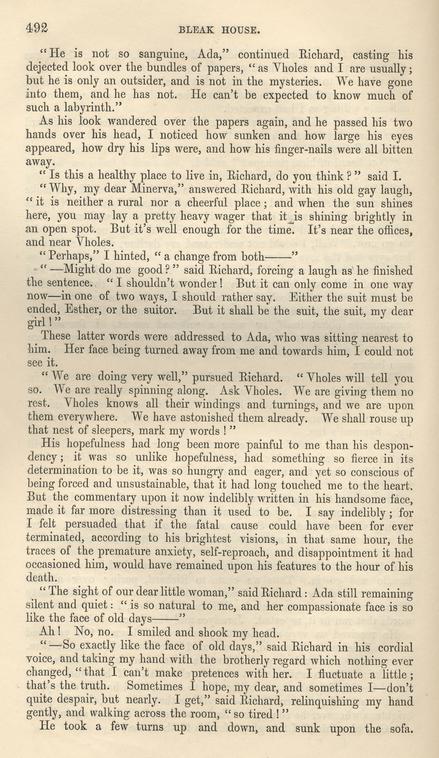 492 BLEAK HOUSE.
“He is not so sanguine, Ada,” continued Richard, casting his
dejected look over the bundles of papers, “as Vholes and I are usually;
but he is only an outsider, and is not in the mysteries. We have gone
into them, and he has not. He can't be expected to know much of
such a labyrinth.”
As his look wandered over the papers again, and he passed his two
hands over his head, I noticed how sunken and how large his eyes
appeared, how dry his lips were, and how his finger-nails were all bitten
away.
“Is this a healthy place to live in, Richard, do you think?” said I.
“Why, my dear Minerva,” answered Richard, with his old gay laugh,
“it is neither a rural nor a cheerful place; and when the sun shines
here, you may lay a pretty heavy wager that it is shining brightly in
an open spot. But it's well enough for the time. It's near the offices,
and near Vholes.
“Perhaps,” I hinted, “a change from both——”
“—Might do me good?” said Richard, forcing a laugh as he finished
the sentence. “I shouldn't wonder! But it can only come in one way
now—in one of two ways, I should rather say. Either the suit must be
ended, Esther, or the suitor. But it shall be the suit, the suit, my dear
girl!”
These latter words were addressed to Ada, who was sitting nearest to
him. Her face being turned away from me and towards him, I could not
see it.
“We are doing very well,” pursued Richard. “Vholes will tell you
so. We are really spinning along. Ask Vholes. We are giving them no
rest. Vholes knows all their windings and turnings, and we are upon
them everywhere. We have astonished them already. We shall rouse up
that nest of sleepers, mark my words!”
His hopefulness had long been more painful to me than his despon-
dency; it was so unlike hopefulness, had something so fierce in its
determination to be it, was so hungry and eager, and yet so conscious of
being forced and unsustainable, that it had long touched me to the heart.
But the commentary upon it now indelibly written in his handsome face,
made it far more distressing than it used to be. I say indelibly; for
I felt persuaded that if the fatal cause could have been for ever
terminated, according to his brightest visions, in that same hour, the
traces of the premature anxiety, self-reproach, and disappointment it had
occasioned him, would have remained upon his features to the hour of his
death.
“The sight of our dear little woman,” said Richard: Ada still remaining
silent and quiet: “is so natural to me, and her compassionate face is so
like the face of old days——”
Ah! No, no. I smiled and shook my head.
“—So exactly like the face of old days,” said Richard in his cordial
voice, and taking my hand with the brotherly regard which nothing ever
changed, “that I can't make pretences with her. I fluctuate a little;
that's the truth. Sometimes I hope, my dear, and sometimes I—don't
quite despair, but nearly. I get,” said Richard, relinquishing my hand
gently, and walking across the room, “so tired!”
He took a few turns up and down, and sunk upon the sofa.